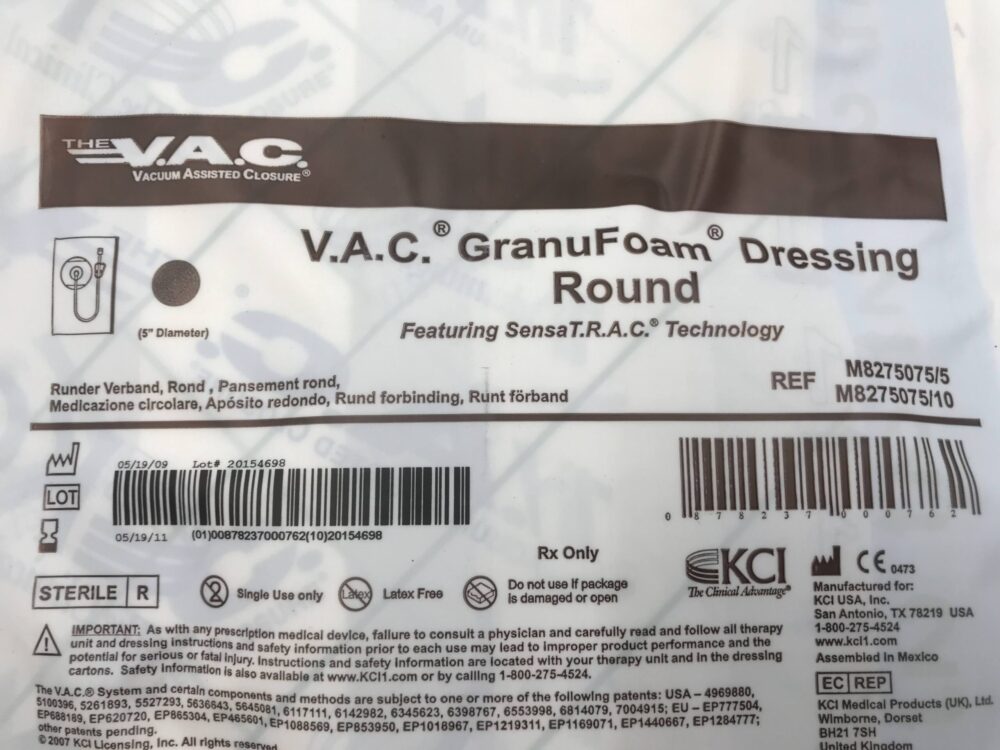 THE V.A.C.
VACUUM ASSISTED CLOSURE®
V.A.C.® GranuFoam® Dressing
Round
(5" Diameter)
Featuring SensaT.R.A.C.® Technology
Runder Verband, Rond , Pansement rond,
Medicazione circolare, Apósito redondo, Rund forbinding, Runt förband
REF M8275075/5
M8275075/10
05/19/09 Lot# 20154698
LOT
05/19/11 (01)00878237000762(10)20154698
0 878237 000762
Rx Only
KCI
The Clinical Advantage®
CE 0473
STERILE R
2 Single Use only
Latex Latex Free
Do not use if package
is damaged or open
Manufactured for:
KCI USA, Inc.
San Antonio, TX 78219 USA
1-800-275-4524
www.kci1.com
Assembled in Mexico
EC REP
KCI Medical Products (UK), Ltd.
Wimborne, Dorset
BH21 7SH
United Kingdom
IMPORTANT: As with any prescription medical device, failure to consult a physician and carefully read and follow all therapy
unit and dressing instructions and safety information prior to each use may lead to improper product performance and the
potential for serious or fatal injury. Instructions and safety information are located with your therapy unit and in the dressing
cartons. Safety Information is also available at www.KCI1.com or by calling 1-800-275-4524.
The V.A.C.® System and certain components and methods are subject to one or more of the following patents: USA – 4969880,
5100396, 5261893, 5527293, 5636643, 5645081, 6117111, 6142982, 6345623, 6398767, 6553998, 6814079, 7004915; EU – EP777504,
EP688189, EP620720, EP865304, EP465601, EP1088569, EP853950, EP1018967, EP1219311, EP1169071, EP1440667, EP1284777;
other patents pending.
©2007 KCI Licensing, Inc. All rights reserved